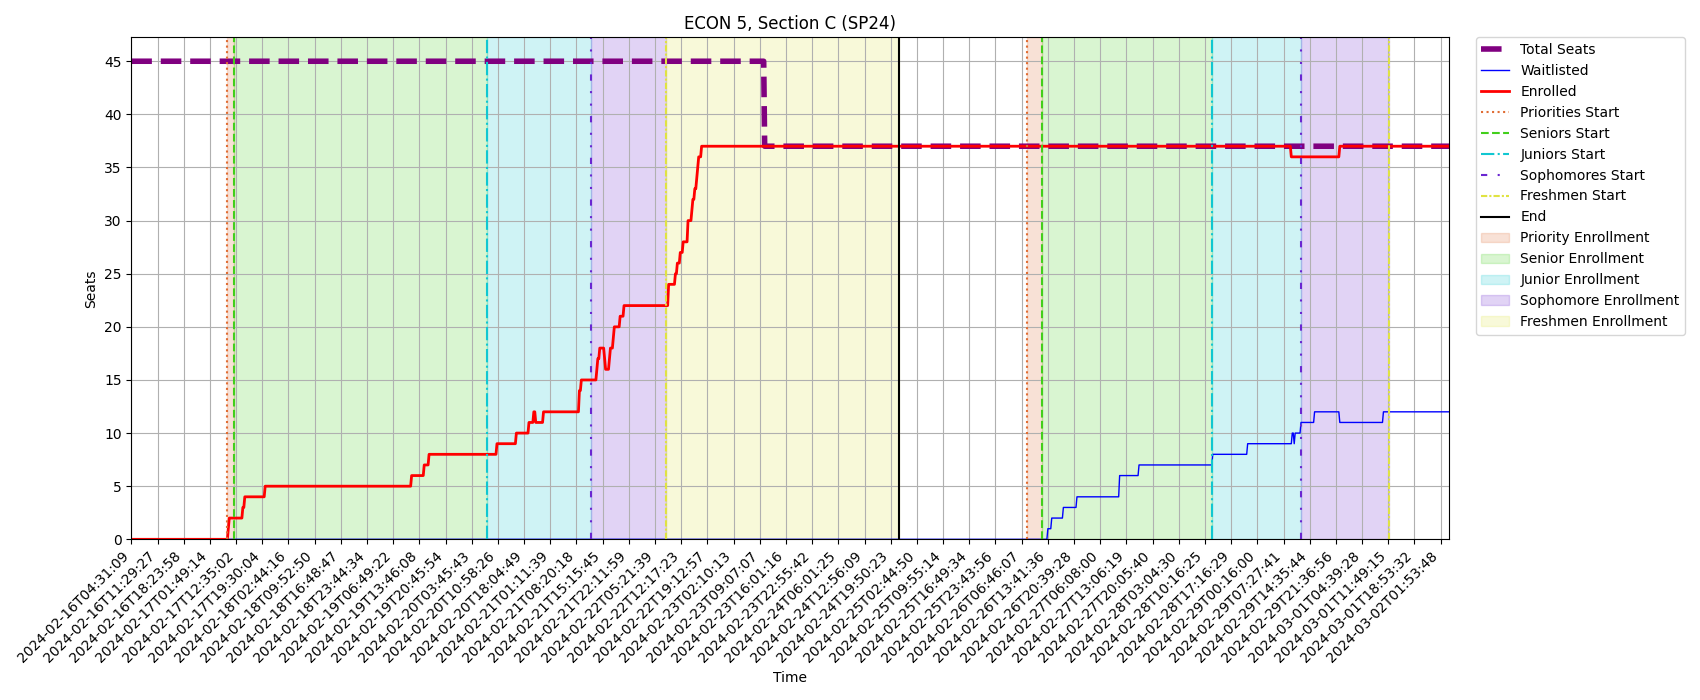 ECON 5, Section C (SP24)
Seats
45
40
35
30
25
20
15
10
5
0
2024-02-16T04:31:09
2024-02-16T11:29:27
2024-02-16T18:23:58
2024-02-17T01:49:14
2024-02-17T12:35:02
2024-02-17T19:30:04
2024-02-18T02:44:16
2024-02-18T09:52:50
2024-02-18T16:48:47
2024-02-18T23:44:34
2024-02-19T06:49:22
2024-02-19T13:46:08
2024-02-19T20:45:54
2024-02-20T03:45:43
2024-02-20T10:58:26
2024-02-20T18:04:49
2024-02-21T01:11:39
2024-02-21T08:20:18
2024-02-21T15:15:45
2024-02-21T22:11:59
2024-02-22T05:21:39
2024-02-22T12:17:23
2024-02-22T19:12:57
2024-02-23T02:10:13
2024-02-23T09:07:07
2024-02-23T16:01:16
2024-02-23T22:55:42
2024-02-24T06:01:25
2024-02-24T12:56:09
2024-02-24T19:50:23
2024-02-25T02:44:50
2024-02-25T09:55:14
2024-02-25T16:49:34
2024-02-25T23:43:56
2024-02-26T06:46:07
2024-02-26T13:41:36
2024-02-26T20:39:28
2024-02-27T06:08:00
2024-02-27T13:06:19
2024-02-27T20:05:40
2024-02-28T03:04:30
2024-02-28T10:16:25
2024-02-28T17:16:29
2024-02-29T00:16:00
2024-02-29T07:27:41
2024-02-29T14:35:44
2024-02-29T21:36:56
2024-03-01T04:39:28
2024-03-01T11:49:15
2024-03-01T18:53:32
2024-03-02T01:53:48
Time
Total Seats
Waitlisted
Enrolled
Priorities Start
Seniors Start
Juniors Start
Sophomores Start
Freshmen Start
End
Priority Enrollment
Senior Enrollment
Junior Enrollment
Sophomore Enrollment
Freshmen Enrollment